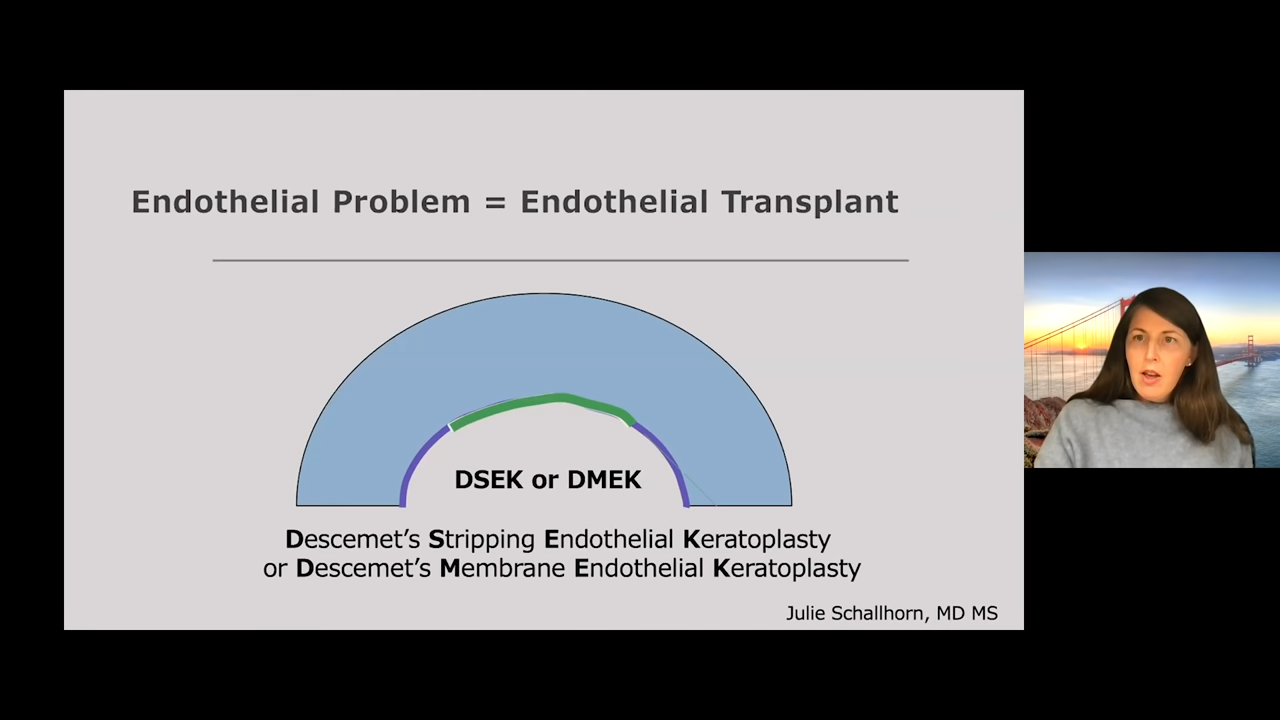 Endothelial Problem = Endothelial Transplant
DSEK or DMEK
Descemet’s Stripping Endothelial Keratoplasty
or Descemet’s Membrane Endothelial Keratoplasty
Julie Schallhorn, MD MS